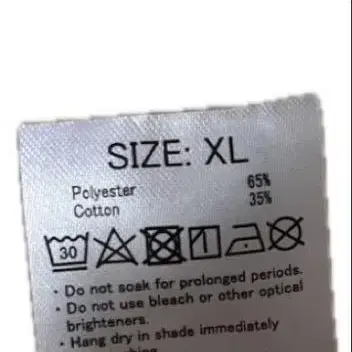 SIZE: XL
Polyester 65%
Cotton 35%
30
• Do not soak for prolonged periods.
• Do not use bleach or other optical
brighteners.
• Hang dry in shade immediately